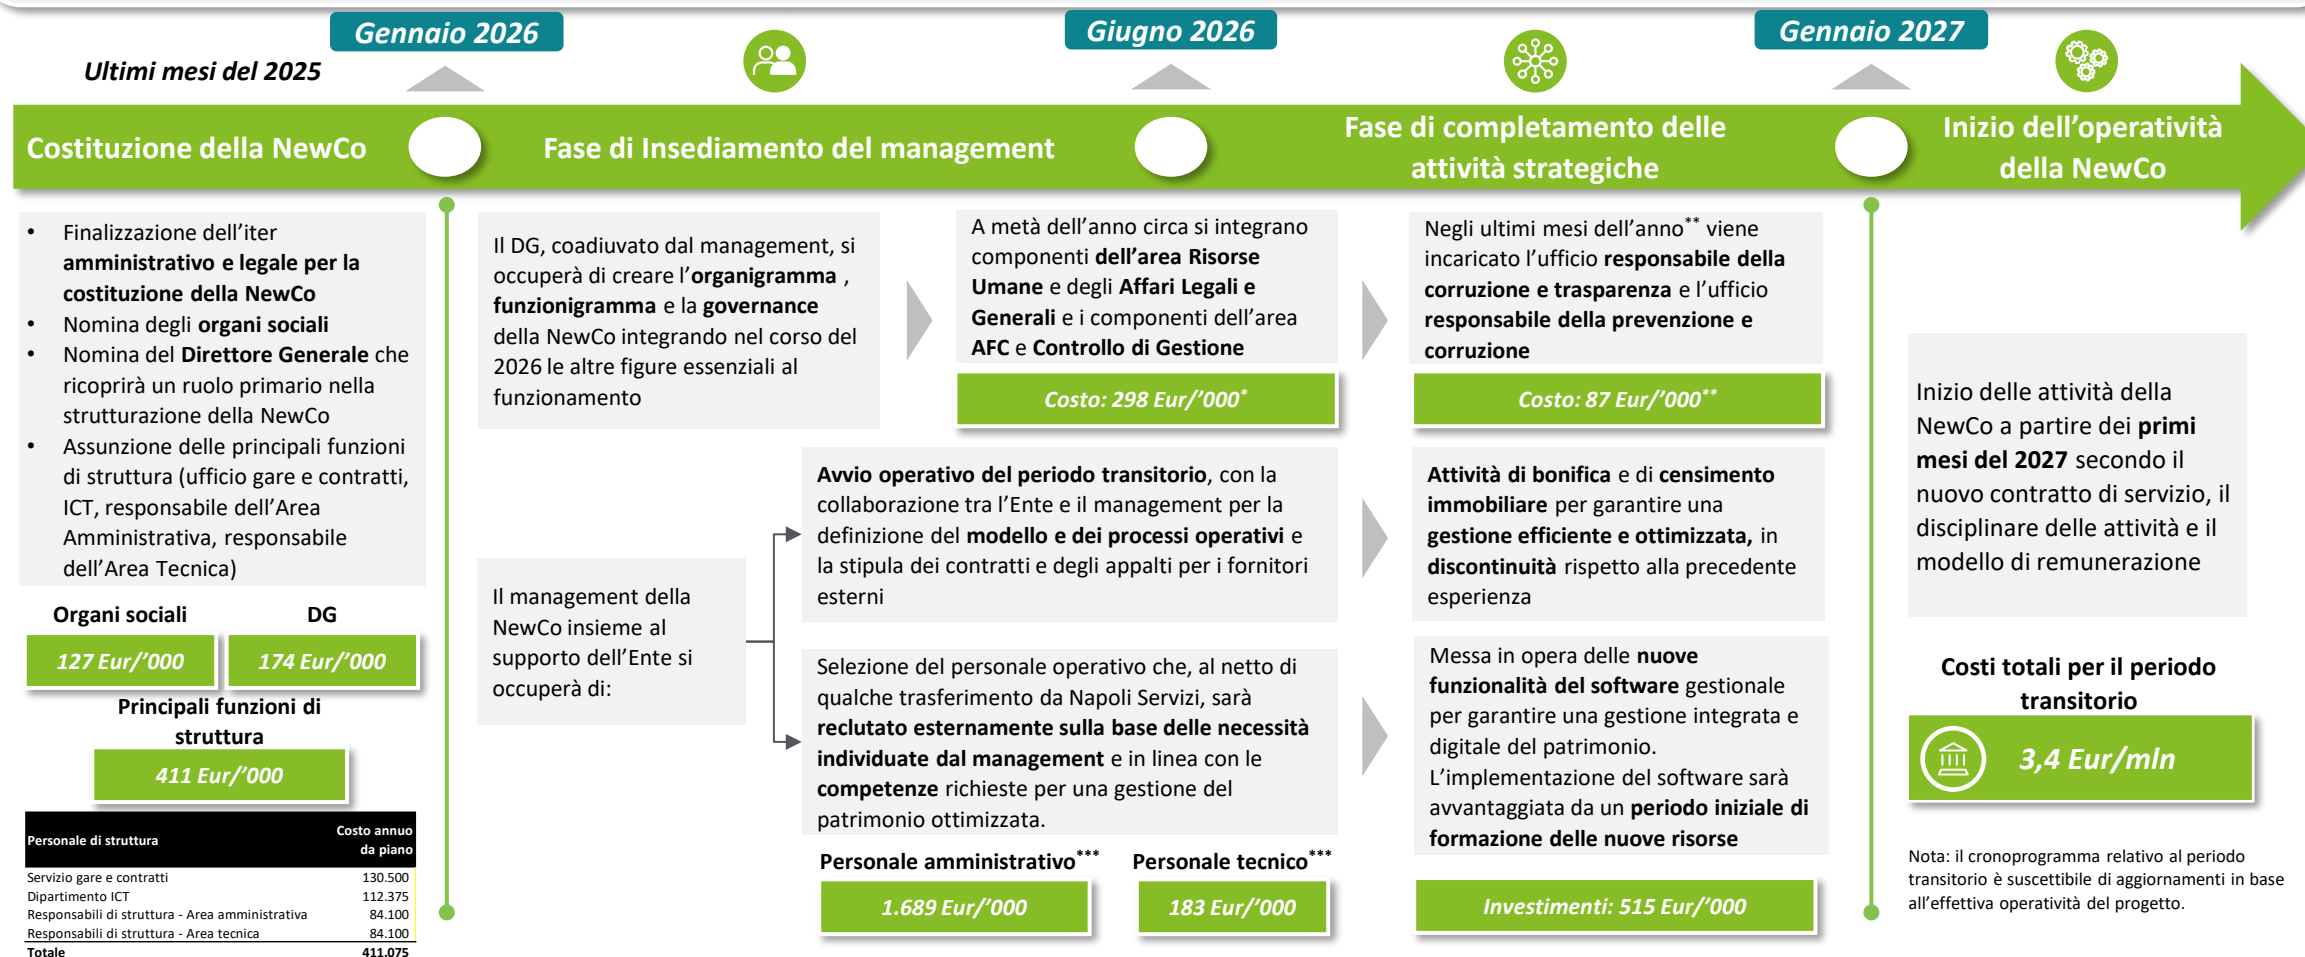 Gennaio 2026
Giugno 2026
Gennaio 2027
Ultimi mesi del 2025
Costituzione della NewCo
Fase di Insediamento del management
Fase di completamento delle
attività strategiche
Inizio dell'operatività
della NewCo
• Finalizzazione dell'iter
amministrativo e legale per la
costituzione della NewCo
• Nomina degli organi sociali
• Nomina del Direttore Generale che
ricoprirà un ruolo primario nella
strutturazione della NewCo
• Assunzione delle principali funzioni
di struttura (ufficio gare e contratti,
ICT, responsabile dell'Area
Amministrativa, responsabile
dell'Area Tecnica)
Organi sociali
DG
127 Eur/'000
174 Eur/'000
Principali funzioni di
struttura
411 Eur/'000
Personale di struttura Costo annuo
da piano
Servizio gare e contratti 130.500
Dipartimento ICT 112.375
Responsabili di struttura - Area amministrativa 84.100
Responsabili di struttura - Area tecnica 84.100
Totale 411.075
Il DG, coadiuvato dal management, si
occuperà di creare l'organigramma ,
funzionigramma e la governance
della NewCo integrando nel corso del
2026 le altre figure essenziali al
funzionamento
A metà dell'anno circa si integrano
componenti dell'area Risorse
Umane e degli Affari Legali e
Generali e i componenti dell'area
AFC e Controllo di Gestione
Costo: 298 Eur/'000*
Negli ultimi mesi dell'anno** viene
incaricato l'ufficio responsabile della
corruzione e trasparenza e l'ufficio
responsabile della prevenzione e
corruzione
Costo: 87 Eur/'000**
Il management della
NewCo insieme al
supporto dell'Ente si
occuperà di:
Avvio operativo del periodo transitorio, con la
collaborazione tra l'Ente e il management per la
definizione del modello e dei processi operativi e
la stipula dei contratti e degli appalti per i fornitori
esterni
Attività di bonifica e di censimento
immobiliare per garantire una
gestione efficiente e ottimizzata, in
discontinuità rispetto alla precedente
esperienza
Selezione del personale operativo che, al netto di
qualche trasferimento da Napoli Servizi, sarà
reclutato esternamente sulla base delle necessità
individuate dal management e in linea con le
competenze richieste per una gestione del
patrimonio ottimizzata.
Personale amministrativo***
Personale tecnico***
1.689 Eur/'000
183 Eur/'000
Messa in opera delle nuove
funzionalità del software gestionale
per garantire una gestione integrata e
digitale del patrimonio.
L'implementazione del software sarà
avvantaggiata da un periodo iniziale di
formazione delle nuove risorse
Investimenti: 515 Eur/'000
Inizio delle attività della
NewCo a partire dei primi
mesi del 2027 secondo il
nuovo contratto di servizio, il
disciplinare delle attività e il
modello di remunerazione
Costi totali per il periodo
transitorio
3,4 Eur/mln
Nota: il cronoprogramma relativo al periodo
transitorio è suscettibile di aggiornamenti in base
all'effettiva operatività del progetto.